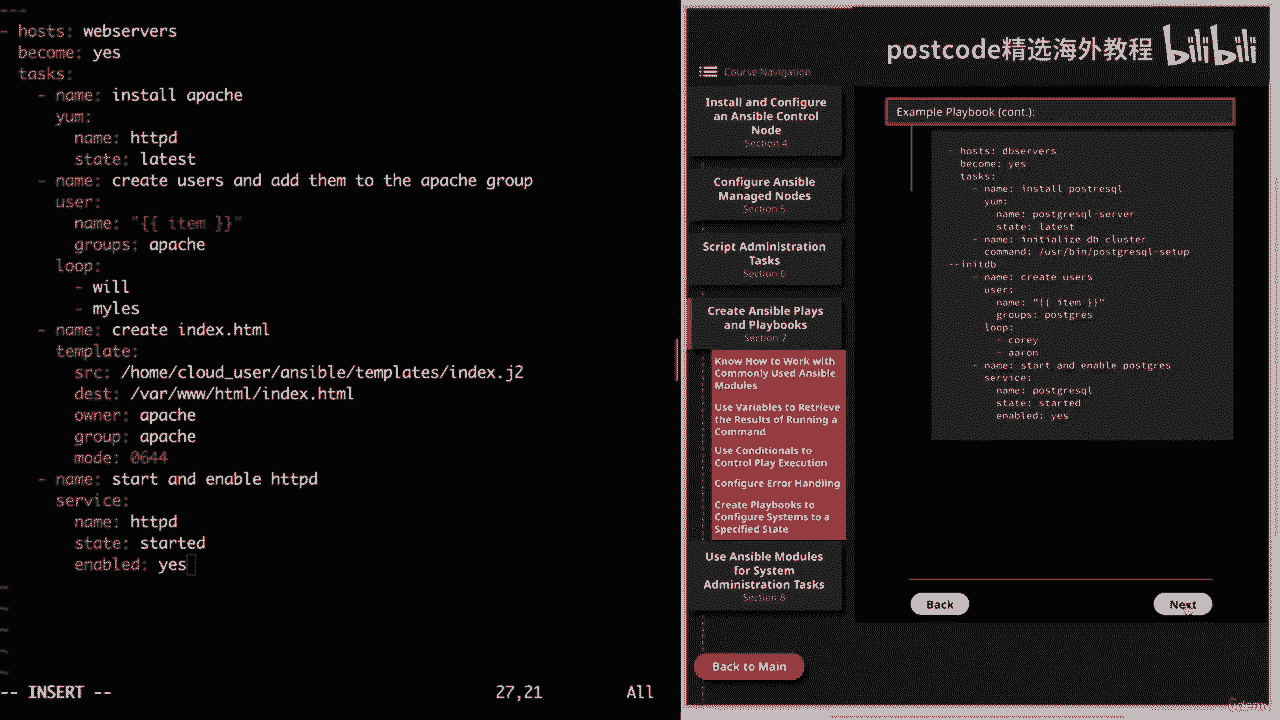 ---
- hosts: webservers
  become: yes
  tasks:
    - name: install apache
      yum:
        name: httpd
        state: latest
    - name: create users and add them to the apache group
      user:
        name: "{{ item }}"
        groups: apache
      loop:
        - will
        - myles
    - name: create index.html
      template:
        src: /home/cloud_user/ansible/templates/index.j2
        dest: /var/www/html/index.html
        owner: apache
        group: apache
        mode: 0644
    - name: start and enable httpd
      service:
        name: httpd
        state: started
        enabled: yes
~
~
~
~
~
-- INSERT --
27,21
All
postcode精选海外教程 bilibili
Course Navigation
Install and Configure
an Ansible Control
Node
Section 4
Configure Ansible
Managed Nodes
Section 5
Script Administration
Tasks
Section 6
Create Ansible Plays
and Playbooks
Section 7
Know How to Work with
Commonly Used Ansible
Modules
Use Variables to Retrieve
the Results of Running a
Command
Use Conditionals to
Control Play Execution
Configure Error Handling
Create Playbooks to
Configure Systems to a
Specified State
Use Ansible Modules
for System
Administration Tasks
Section 8
Back to Main
Example Playbook (cont.):
- hosts: dbservers
  become: yes
  tasks:
    - name: install postresql
      yum:
        name: postgresql-server
        state: latest
    - name: initialize db cluster
      command: /usr/bin/postgresql-setup
--initdb
    - name: create users
      user:
        name: "{{ item }}"
        groups: postgres
      loop:
        - corey
        - aaron
    - name: start and enable postgres
      service:
        name: postgresql
        state: started
        enabled: yes
Back
Next
Udemy